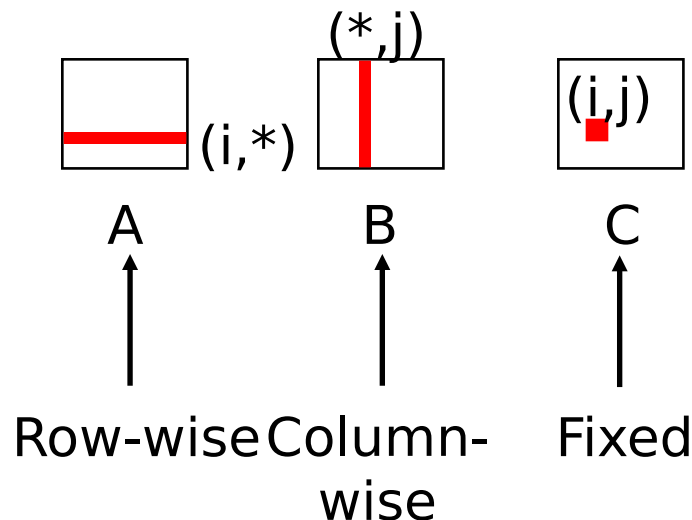 (*,j)
(i,*)
(i,j)
A B C
Row-wise Column-
wise
Fixed